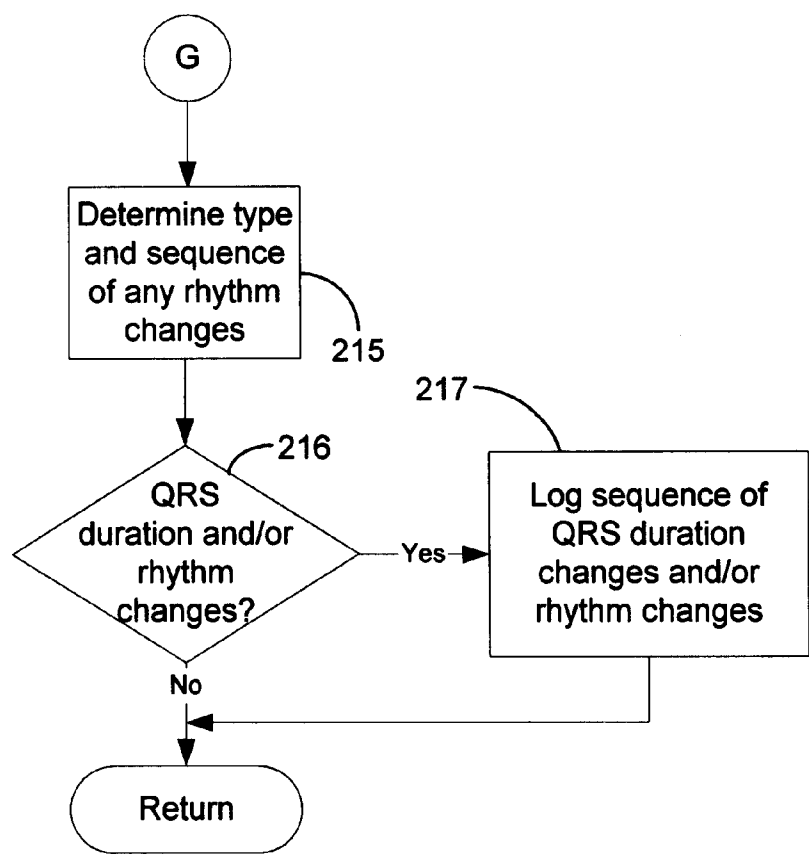 G
Determine type
and sequence
of any rhythm
changes
215
216
QRS
duration and/or
rhythm
changes?
Yes
217
Log sequence of
QRS duration
changes and/or
rhythm changes
No
Return